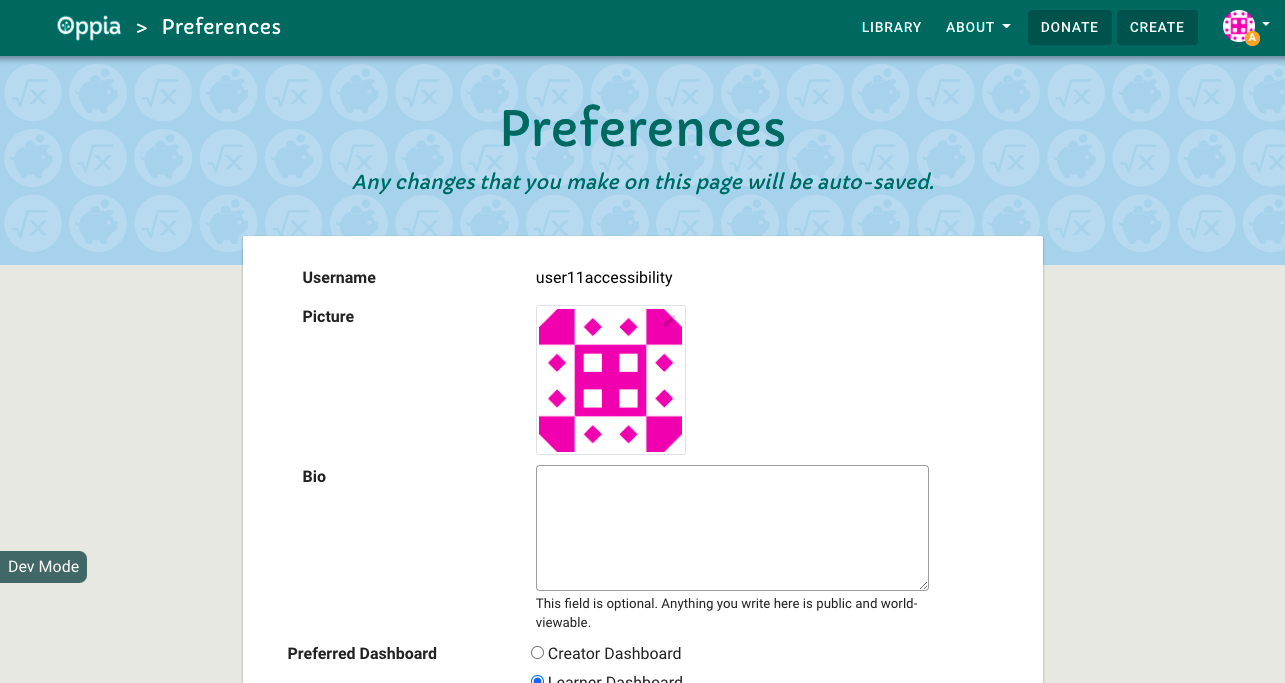 Oppia > Preferences LIBRARY ABOUT DONATE CREATE A
Preferences
Any changes that you make on this page will be auto-saved.
Username user11accessibility
Picture
Bio
This field is optional. Anything you write here is public and world-
viewable.
Dev Mode
Preferred Dashboard Creator Dashboard
Learner Dashboard